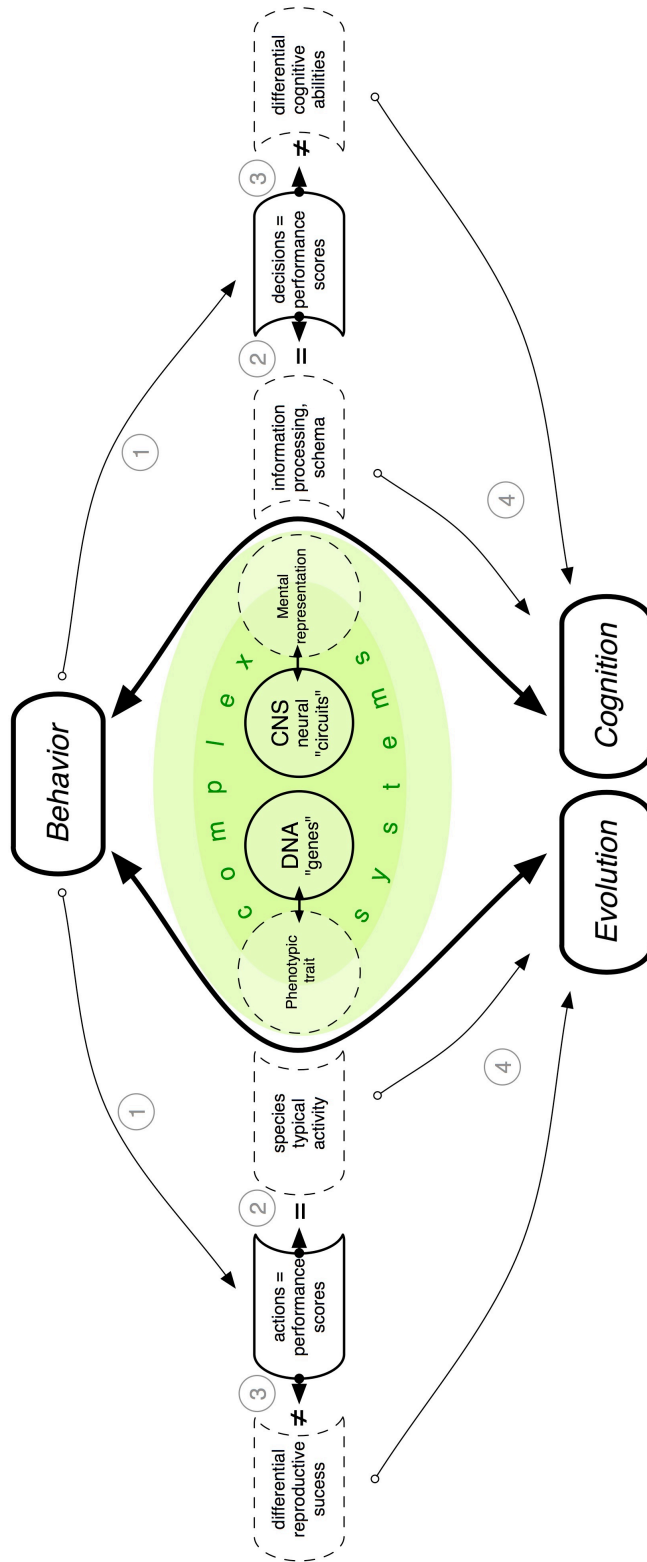 Behavior
1
1
differential
reproductive
sucess
≠
3
actions =
performance
scores
2
=
species
typical
activity
complex
systems
Phenotypic
trait
DNA
"genes"
CNS
neural
"circuits"
Mental
representation
information
processing,
schema
2
=
decisions =
performance
scores
3
≠
differential
cognitive
abilities
4
4
Evolution
Cognition